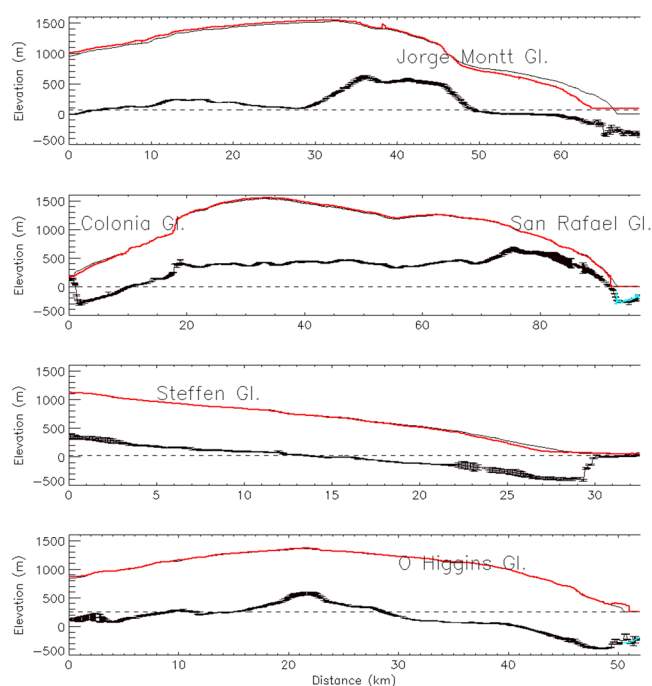 1500
1000
500
0
−500
Elevation (m)
Jorge Montt Gl.
0 10 20 30 40 50 60
1500
1000
500
0
−500
Elevation (m)
Colonia Gl. San Rafael Gl.
0 20 40 60 80
1500
1000
500
0
−500
Elevation (m)
Steffen Gl.
0 5 10 15 20 25 30
1500
1000
500
0
−500
Elevation (m)
O Higgins Gl.
0 10 20 30 40 50
Distance (km)